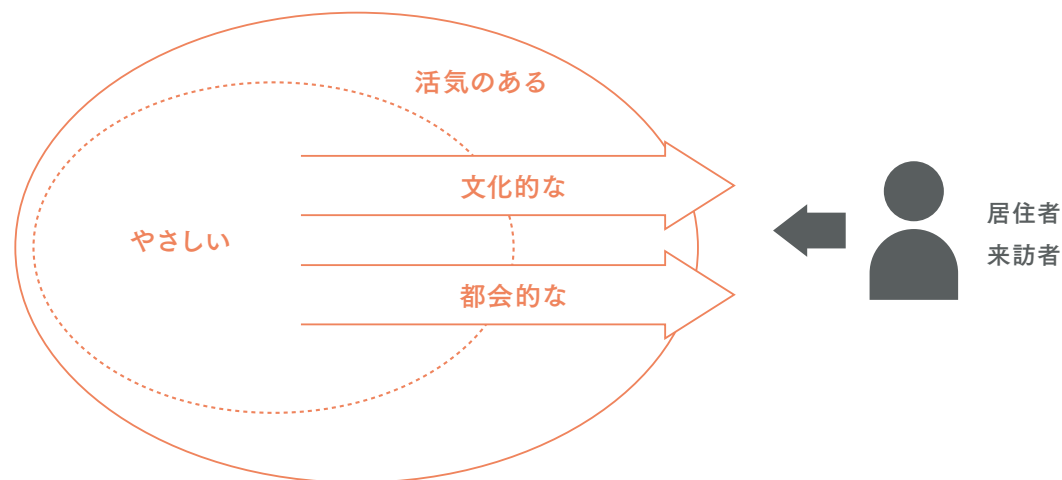 活気のある
文化的な
やさしい
都会的な
居住者
来訪者